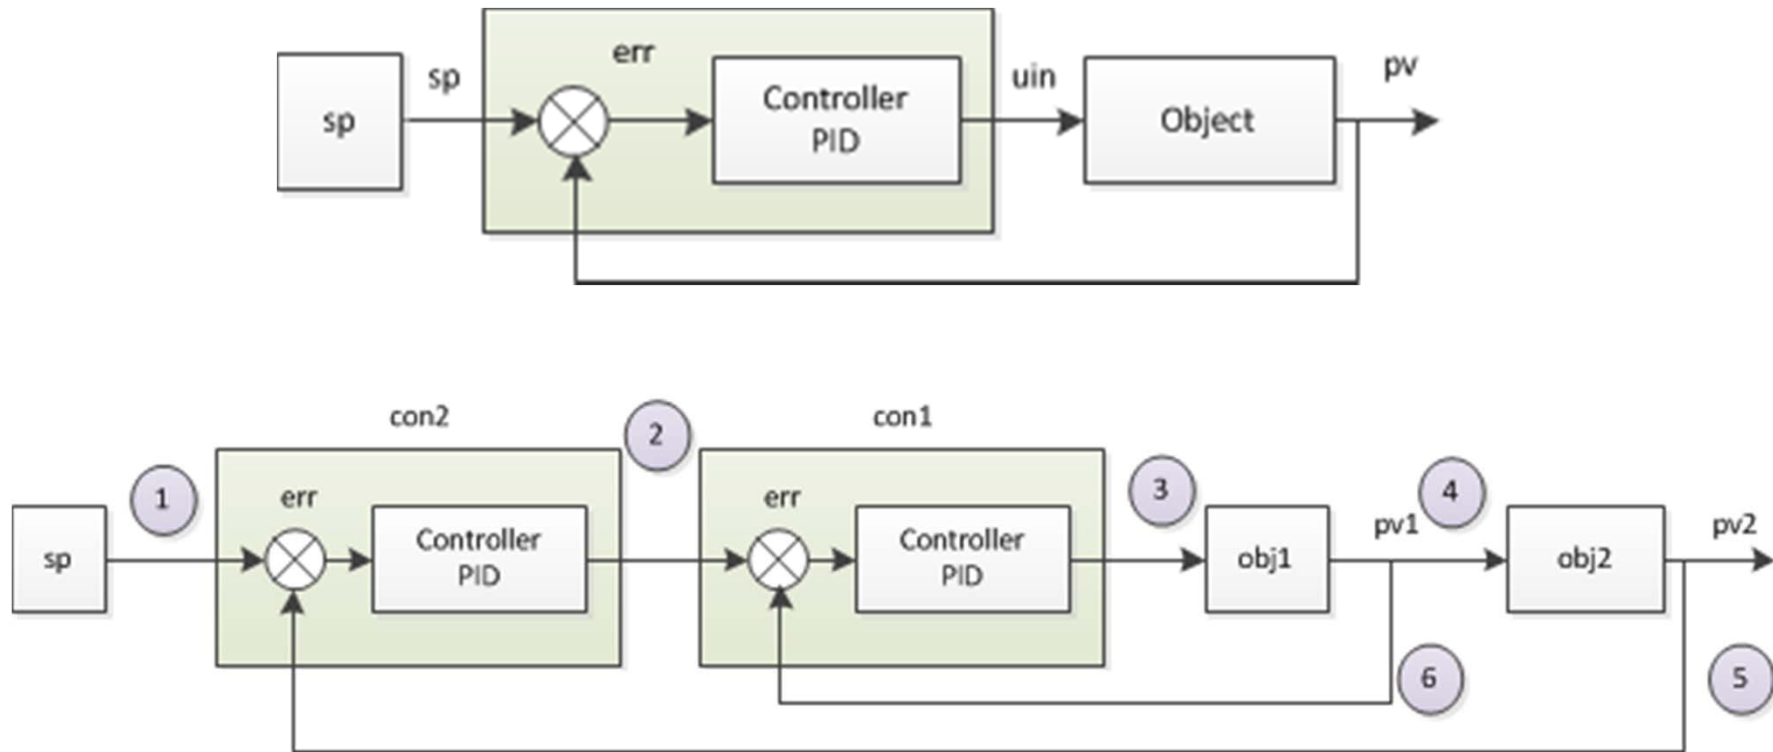 sp
sp
err
Controller
PID
uin
Object
pv
con2
2
con1
1
err
err
3
4
sp
Controller
PID
Controller
PID
obj1
pv1
obj2
pv2
6
5